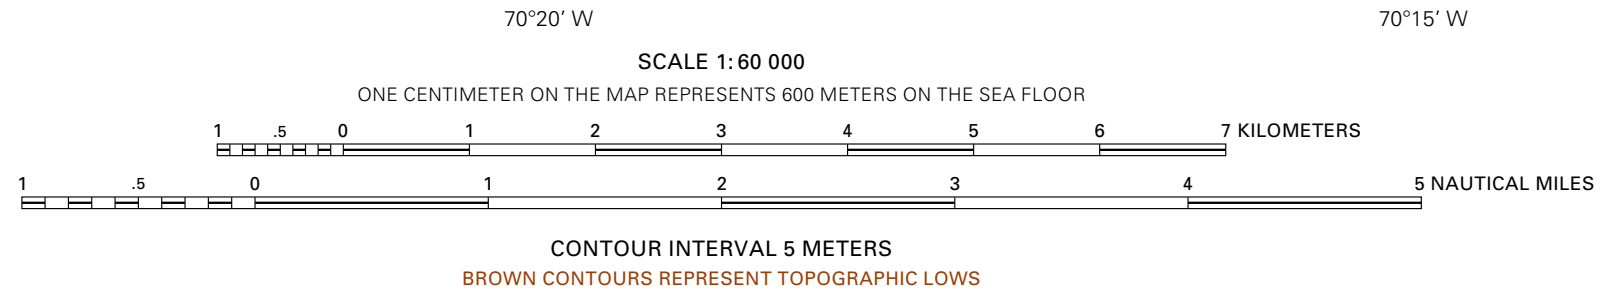 70°20' W 70°15' W
SCALE 1:60 000
ONE CENTIMETER ON THE MAP REPRESENTS 600 METERS ON THE SEA FLOOR
1 .5 0 1 2 3 4 5 6 7 KILOMETERS
1 .5 0 1 2 3 4 5 NAUTICAL MILES
CONTOUR INTERVAL 5 METERS
BROWN CONTOURS REPRESENT TOPOGRAPHIC LOWS